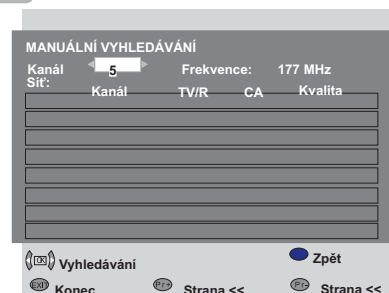 MANUÁLNÍ VYHLEDÁVÁNÍ
Kanál 5 Frekvence: 177 MHz
Síť:
Kanál TV/R CA Kvalita
OK Vyhledávání Zpět
EXIT Konec Pr+ Strana << Pr- Strana <<